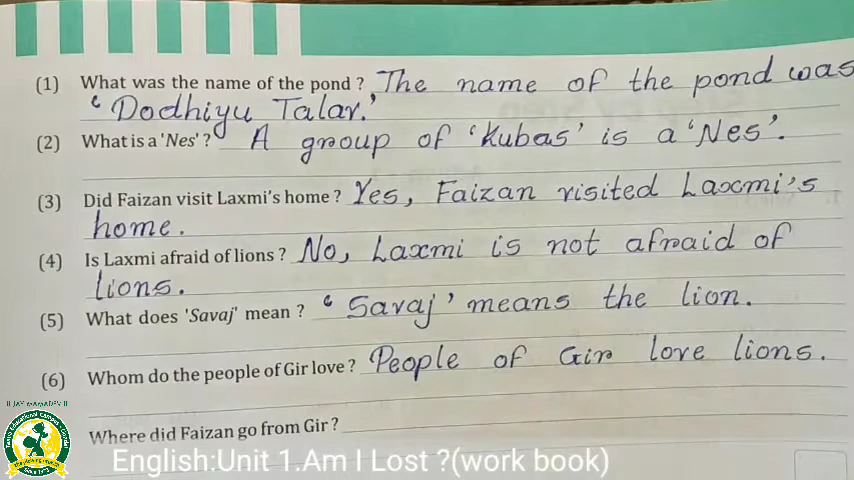 (1) What was the name of the pond ? The name of the pond was
'Dodhiyu Talav.'
(2) What is a 'Nes' ? A group of 'Kubas' is a 'Nes'.
(3) Did Faizan visit Laxmi's home ? Yes, Faizan visited Laxmi's
home.
(4) Is Laxmi afraid of lions ? No, Laxmi is not afraid of
lions.
(5) What does 'Savaj' mean ? 'Savaj' means the lion.
(6) Whom do the people of Gir love ? People of Gir love lions.
|| JAY MAMADEV ||
Where did Faizan go from Gir ?
English:Unit 1.Am I Lost ?(work book)